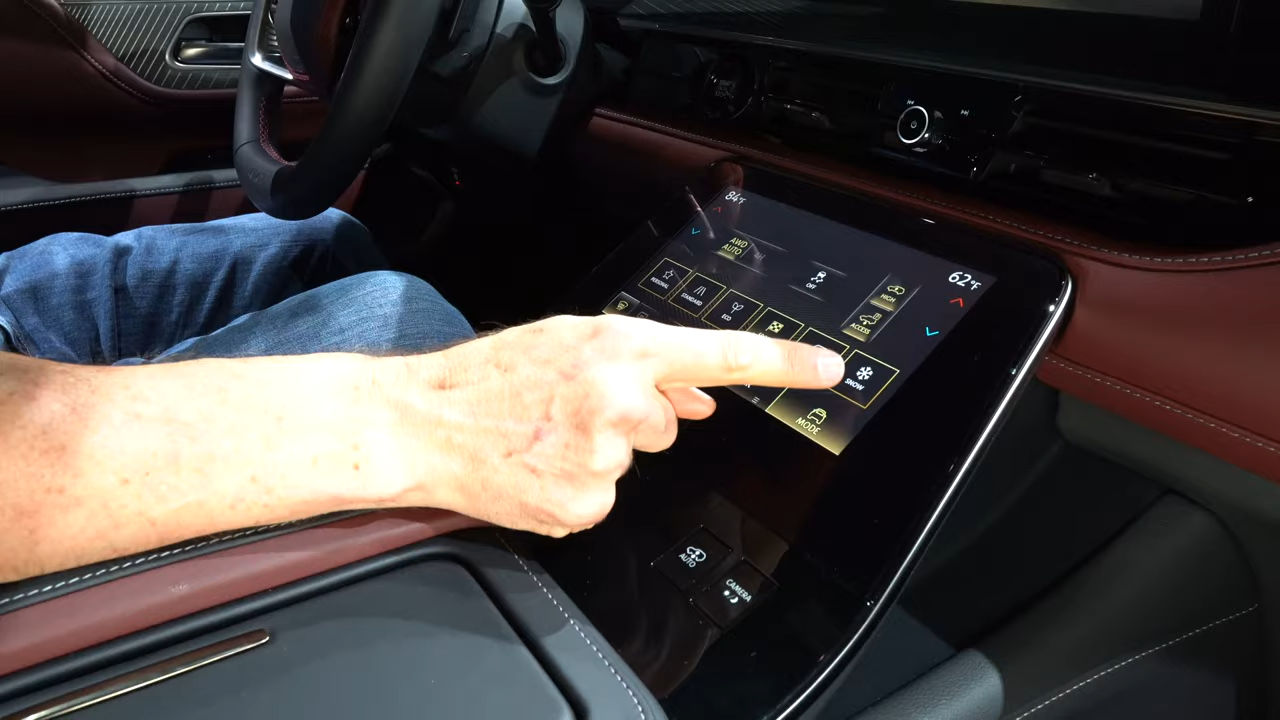 84°F
62°F
AWD
AUTO
OFF
HIGH
ACCESS
PERSONAL
STANDARD
ECO
SNOW
MODE
AUTO
CAMERA